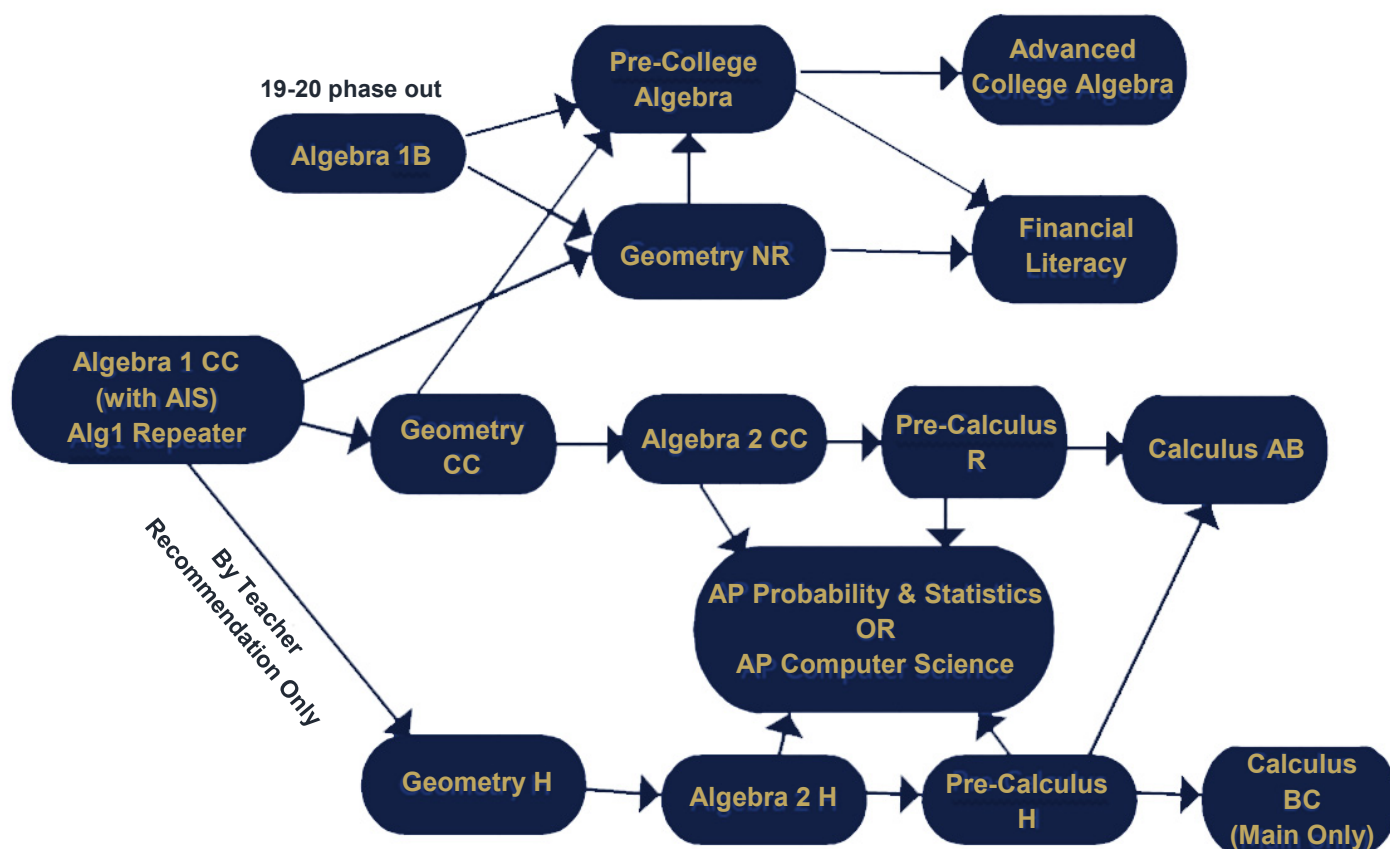 Advanced
College Algebra
Pre-College
Algebra
19-20 phase out
Algebra 1B
Geometry NR
Financial
Literacy
Algebra 1 CC
(with AIS)
Alg1 Repeater
Geometry
CC
Algebra 2 CC
Pre-Calculus
R
Calculus AB
By Teacher
Recommendation Only
AP Probability & Statistics
OR
AP Computer Science
Geometry H
Algebra 2 H
Pre-Calculus
H
Calculus
BC
(Main Only)